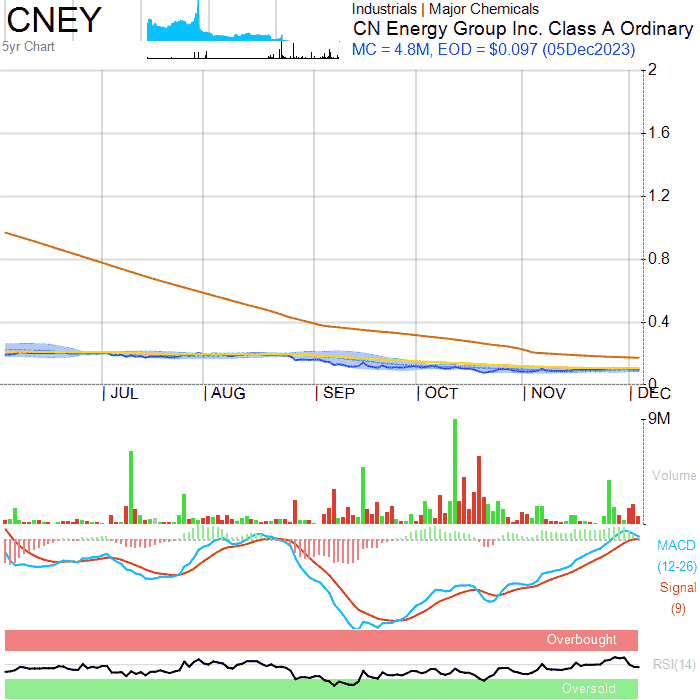 CNEY
5yr Chart
Industrials | Major Chemicals
CN Energy Group Inc. Class A Ordinary
MC = 4.8M, EOD = $0.097 (05Dec2023)
2
1.6
1.2
0.8
0.4
0
JUL
AUG
SEP
OCT
NOV
DEC
9M
Volume
MACD
(12-26)
Signal
(9)
Overbought
RSI(14)
Oversold